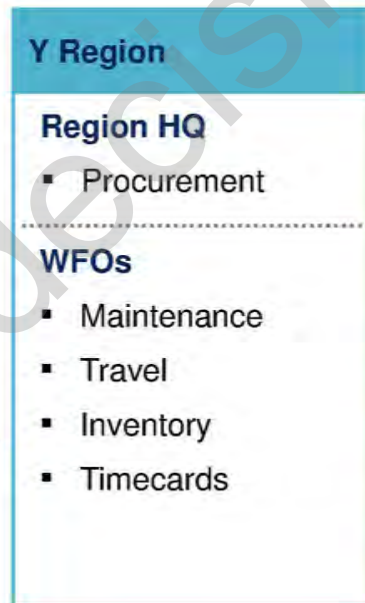 Y Region
Region HQ
▪ Procurement
WFOs
▪ Maintenance
▪ Travel
▪ Inventory
▪ Timecards